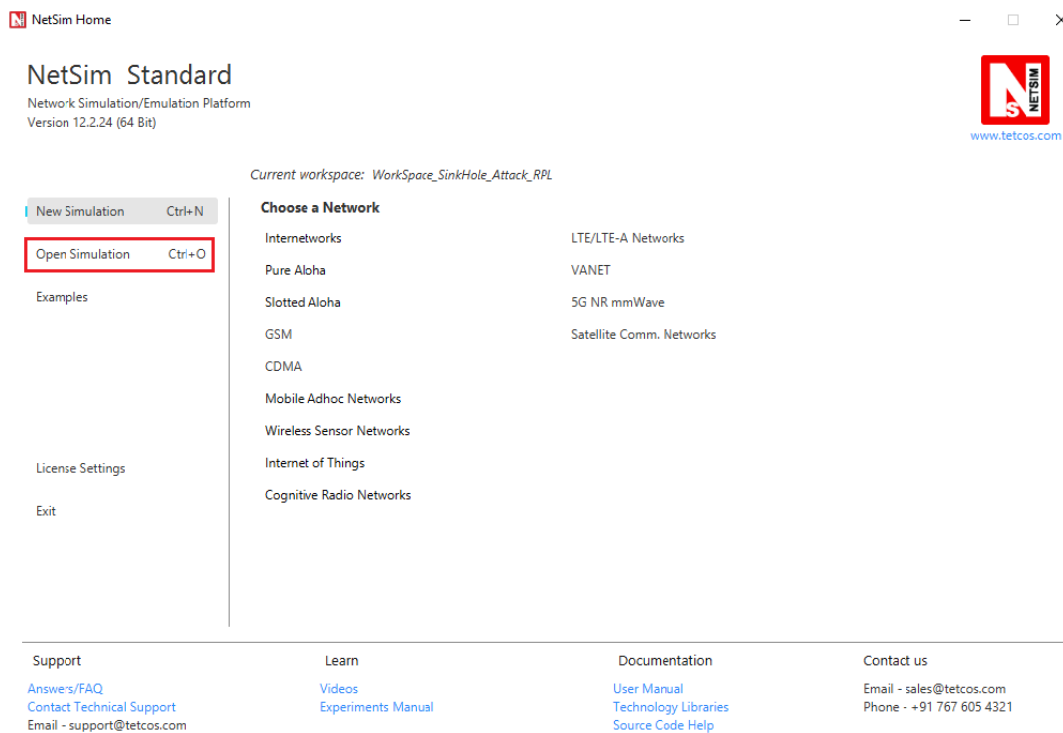 NetSim Home
NetSim Standard
Network Simulation/Emulation Platform
Version 12.2.24 (64 Bit)
NETSIM
NS
www.tetcos.com
Current workspace: WorkSpace_SinkHole_Attack_RPL
New Simulation Ctrl+N
Open Simulation Ctrl+O
Examples
License Settings
Exit
Choose a Network
Internetworks
Pure Aloha
Slotted Aloha
GSM
CDMA
Mobile Adhoc Networks
Wireless Sensor Networks
Internet of Things
Cognitive Radio Networks
LTE/LTE-A Networks
VANET
5G NR mmWave
Satellite Comm. Networks
Support
Answers/FAQ
Contact Technical Support
Email - support@tetcos.com
Learn
Videos
Experiments Manual
Documentation
User Manual
Technology Libraries
Source Code Help
Contact us
Email - sales@tetcos.com
Phone - +91 767 605 4321